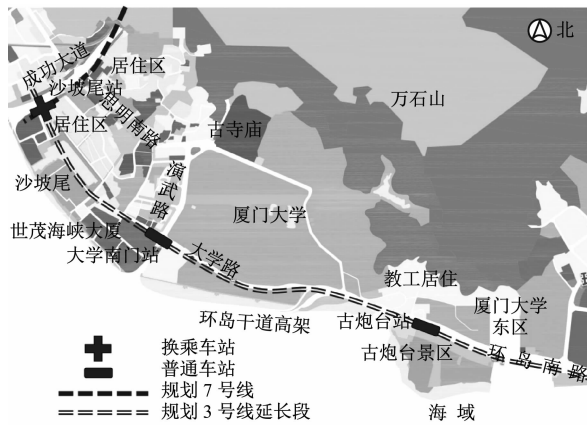 北
成功大道
居住区
沙坡尾站
居住区
思明南路
万石山
古寺庙
沙坡尾
演武路
厦门大学
世茂海峡大厦
大学南门站
大学路
教工居住
厦门大学
东区
环岛干道高架
古炮台站
古炮台景区
环岛南路
换乘车站
普通车站
规划7号线
规划3号线延长段
海域